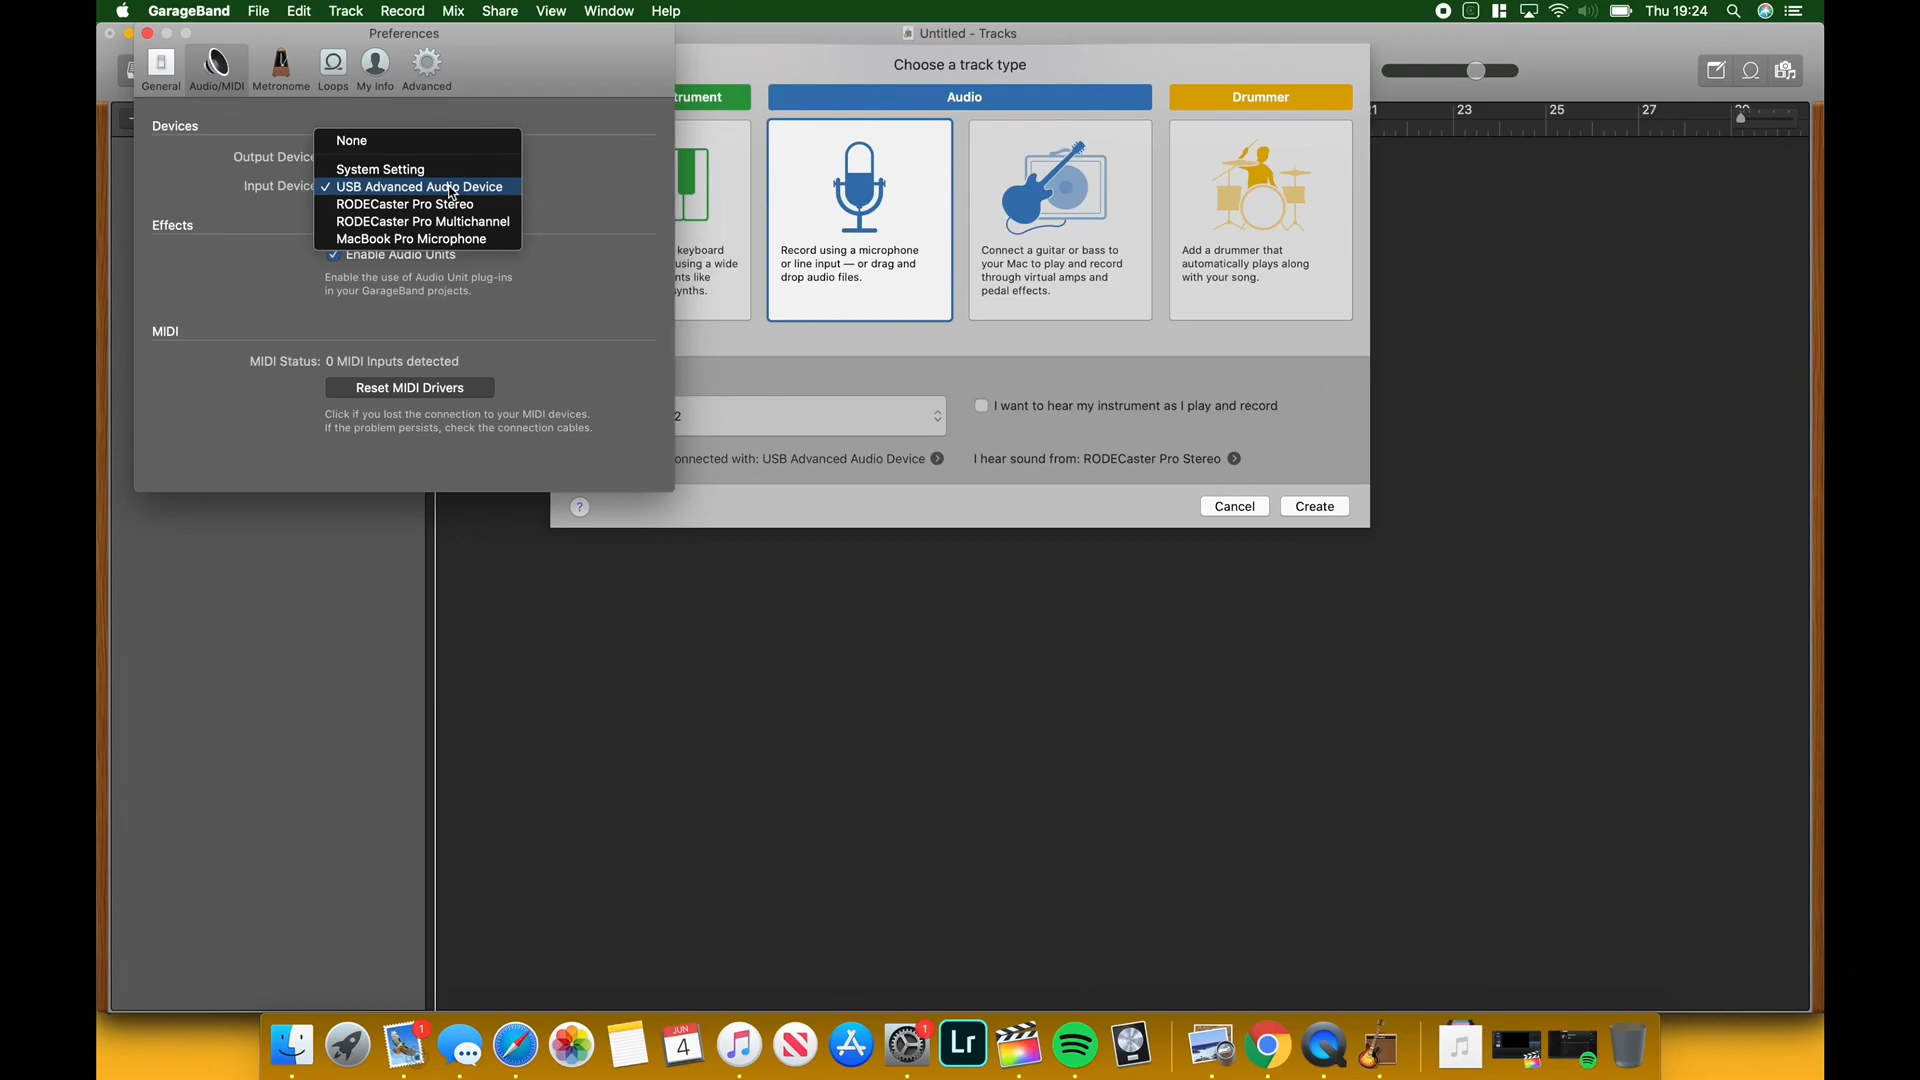 GarageBand File Edit Track Record Mix Share View Window Help
Thu 19:24
Preferences
General Audio/MIDI Metronome Loops My Info Advanced
Devices
Output Device
Input Device
None
System Setting
✓ USB Advanced Audio Device
RODECaster Pro Stereo
RODECaster Pro Multichannel
MacBook Pro Microphone
Effects
Enable Audio Units
Enable the use of Audio Unit plug-ins
in your GarageBand projects.
MIDI
MIDI Status: 0 MIDI Inputs detected
Reset MIDI Drivers
Click if you lost the connection to your MIDI devices.
If the problem persists, check the connection cables.
Untitled - Tracks
Choose a track type
trument
Audio
Drummer
keyboard
using a wide
nts like
ynths.
Record using a microphone
or line input — or drag and
drop audio files.
Connect a guitar or bass to
your Mac to play and record
through virtual amps and
pedal effects.
Add a drummer that
automatically plays along
with your song.
2
I want to hear my instrument as I play and record
onnected with: USB Advanced Audio Device
I hear sound from: RODECaster Pro Stereo
?
Cancel
Create
23 25 27
1
JUN
4
1
Lr